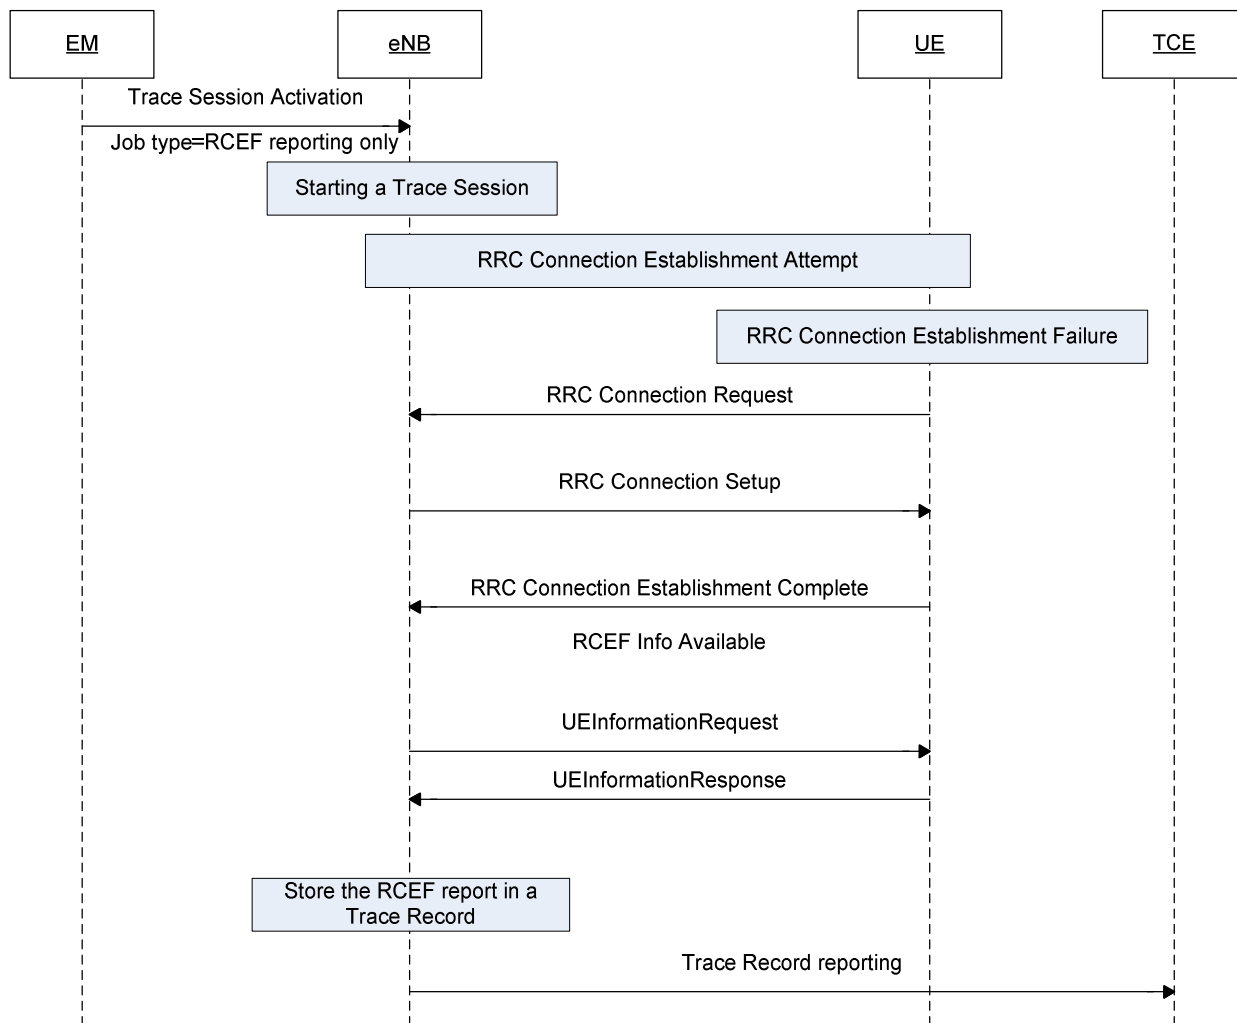 EM
eNB
UE
TCE
Trace Session Activation
Job type=RCEF reporting only
Starting a Trace Session
RRC Connection Establishment Attempt
RRC Connection Establishment Failure
RRC Connection Request
RRC Connection Setup
RRC Connection Establishment Complete
RCEF Info Available
UEInformationRequest
UEInformationResponse
Store the RCEF report in a
Trace Record
Trace Record reporting